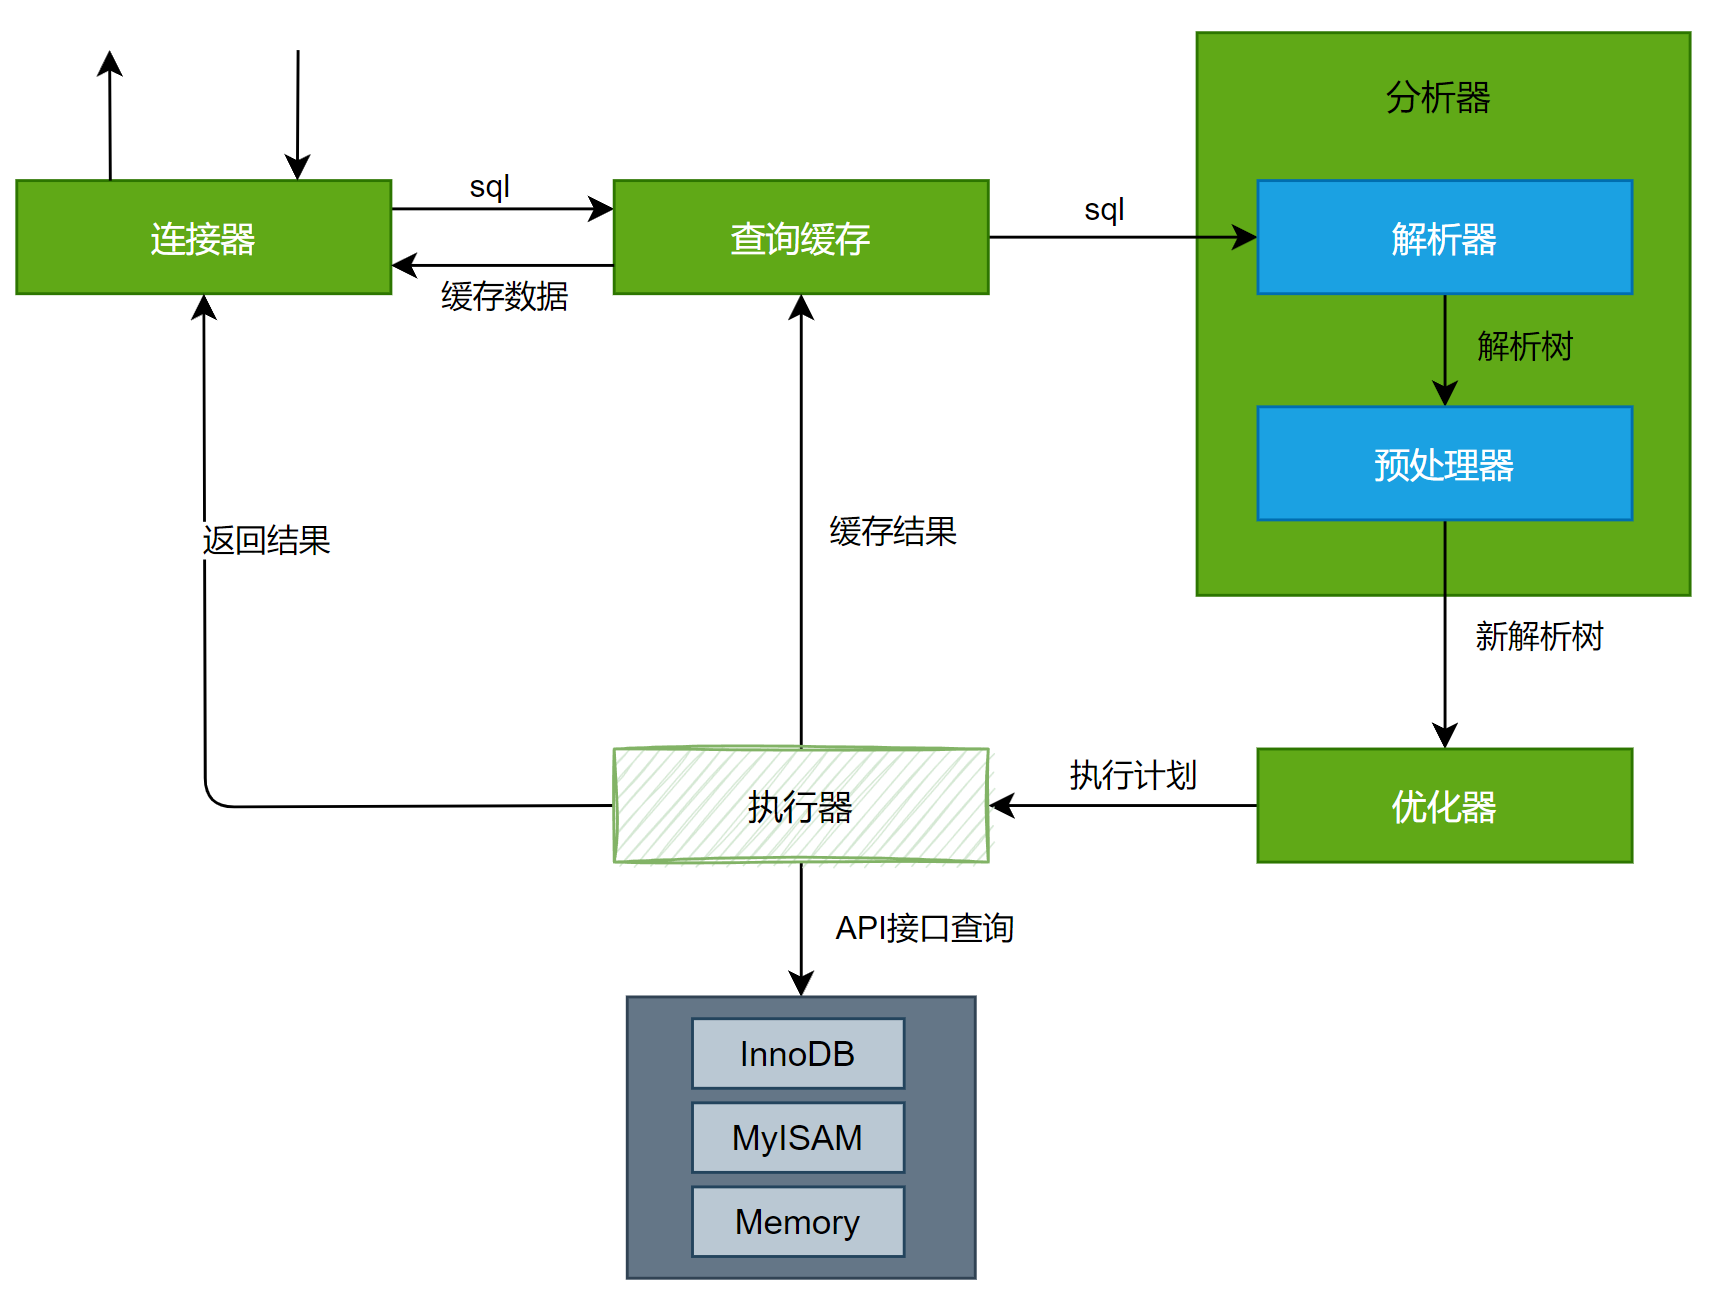 分析器
连接器
sql
缓存数据
查询缓存
sql
解析器
解析树
预处理器
返回结果
缓存结果
新解析树
执行器
执行计划
优化器
API接口查询
InnoDB
MyISAM
Memory